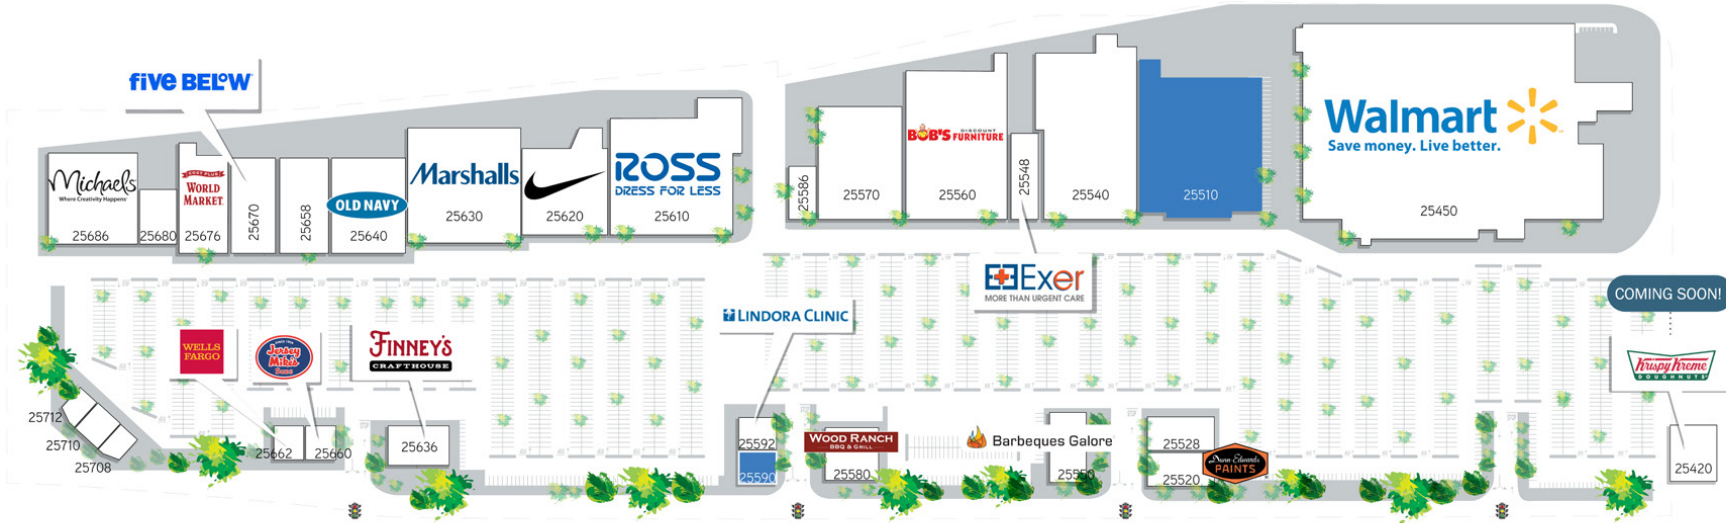 five BELOW
Michaels
Where Creativity Happens
25686
25680
COST PLUS
WORLD
MARKET
25676
25670
25658
OLD NAVY
25640
Marshalls
25630
25620
ROSS
DRESS FOR LESS
25610
25586
25570
BOB'S DISCOUNT
FURNITURE
25560
25548
25540
25510
Walmart
Save money. Live better.
25450
Exer
MORE THAN URGENT CARE
COMING SOON!
WELLS
FARGO
Jersey
Mike's
Subs
FINNEY'S
CRAFTHOUSE
LINDORA CLINIC
Krispy Kreme
DOUGHNUTS
25712
25710
25708
25662
25660
25636
25592
25590
WOOD RANCH
BBQ & GRILL
25580
Barbeques Galore
25550
25528
25520
Dunn Edwards
PAINTS
25420